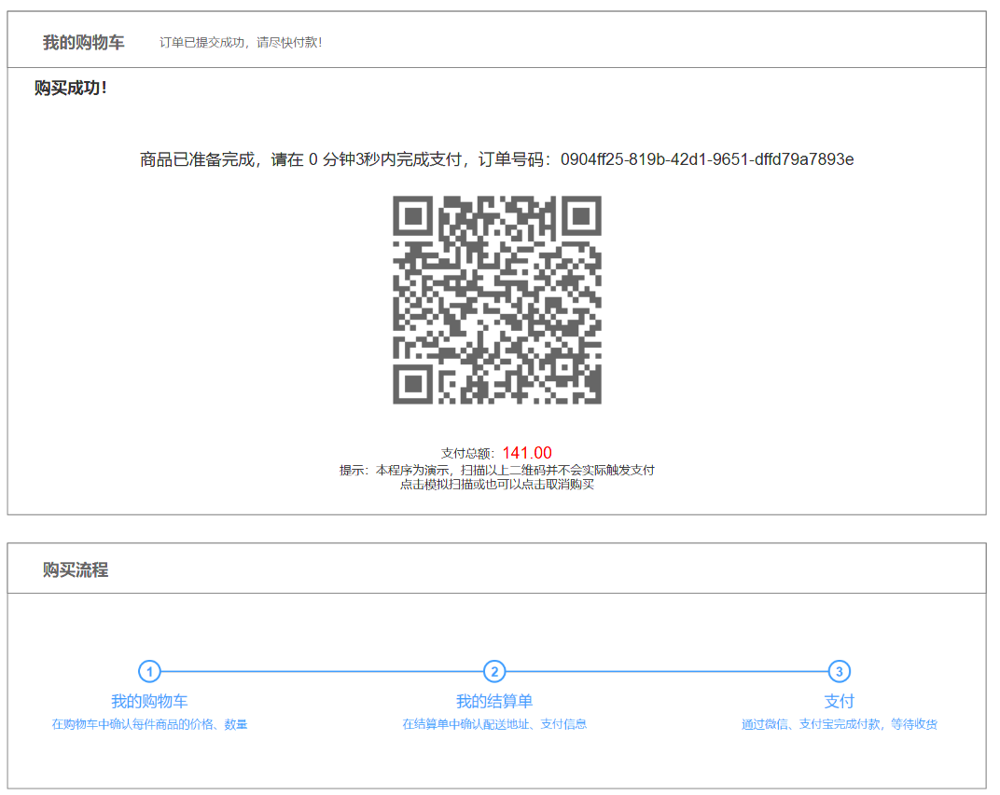 我的购物车 订单已提交成功，请尽快付款！
购买成功！
商品已准备完成，请在 0 分钟3秒内完成支付，订单号码：0904ff25-819b-42d1-9651-dffd79a7893e
支付总额：141.00
提示：本程序为演示，扫描以上二维码并不会实际触发支付
点击模拟扫描或也可以点击取消购买
购买流程
1 2 3
我的购物车 我的结算单 支付
在购物车中确认每件商品的价格、数量 在结算单中确认配送地址、支付信息 通过微信、支付宝完成付款，等待收货